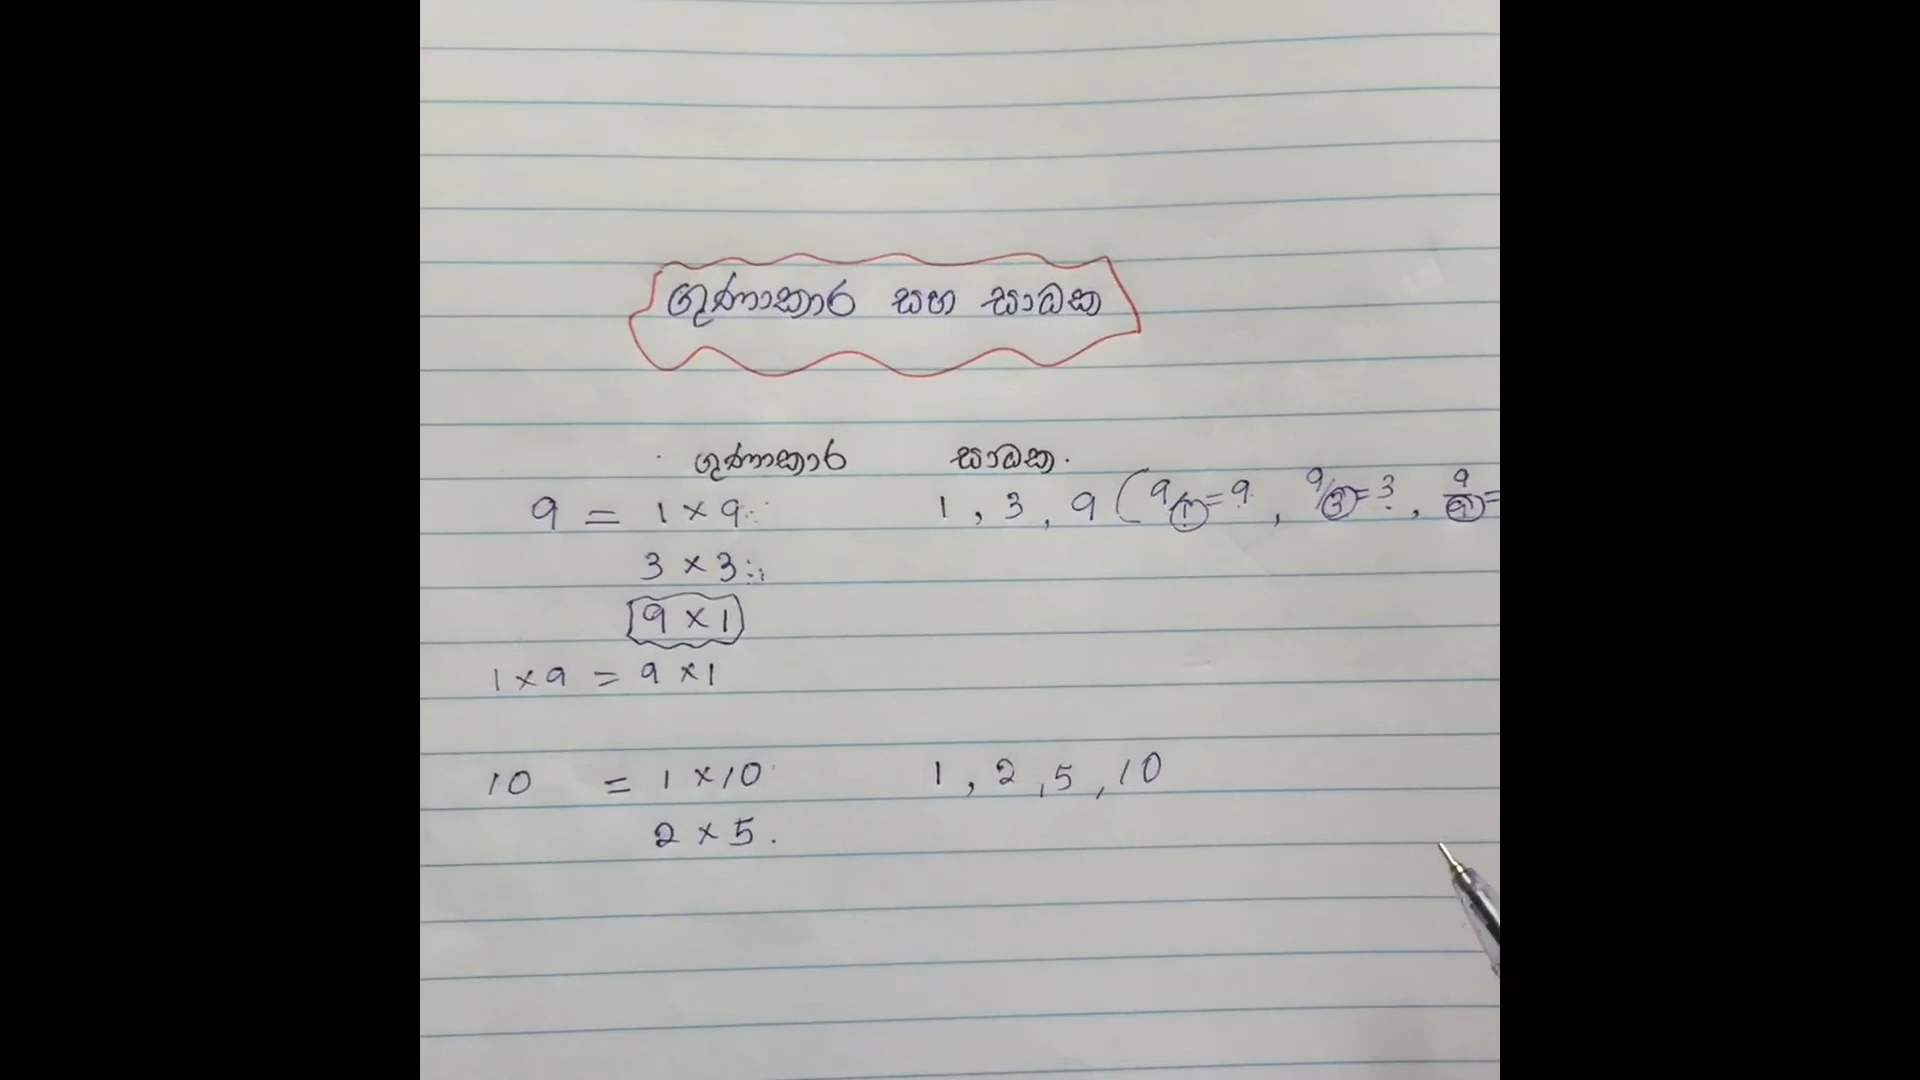 ගුණාකාර සහ සාධක
ගුණාකාර සාධක.
9 = 1 × 9 1 , 3 , 9 ( 9/1 = 9 , 9/3 = 3 , 9/9 =
3 × 3
9 × 1
1 × 9 = 9 × 1
10 = 1 × 10 1 , 2 , 5 , 10
2 × 5.